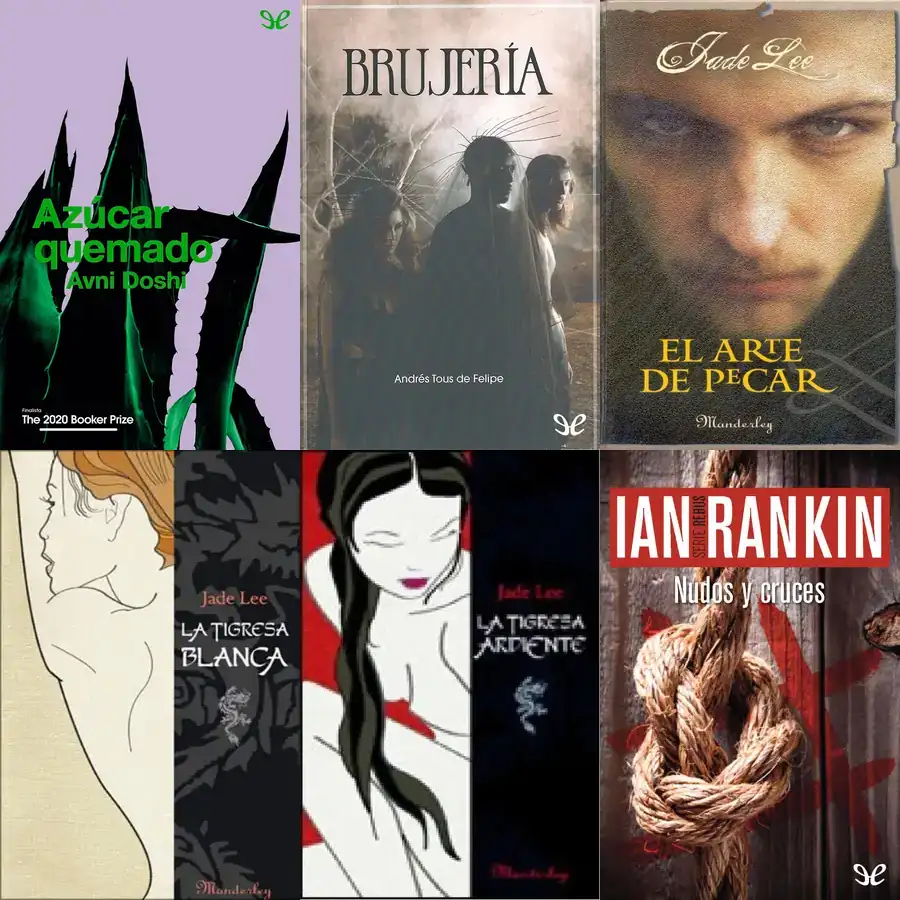 Azúcar
quemado
Avni Doshi
Finalista
The 2020 Booker Prize
BRUJERÍA
Andrés Tous de Felipe
Jade Lee
EL ARTE
DE PECAR
Manderley
Jade Lee
LA TIGRESA
BLANCA
Manderley
Jade Lee
LA TIGRESA
ARDIENTE
Manderley
IAN RANKIN
SERIE REBUS
Nudos y cruces